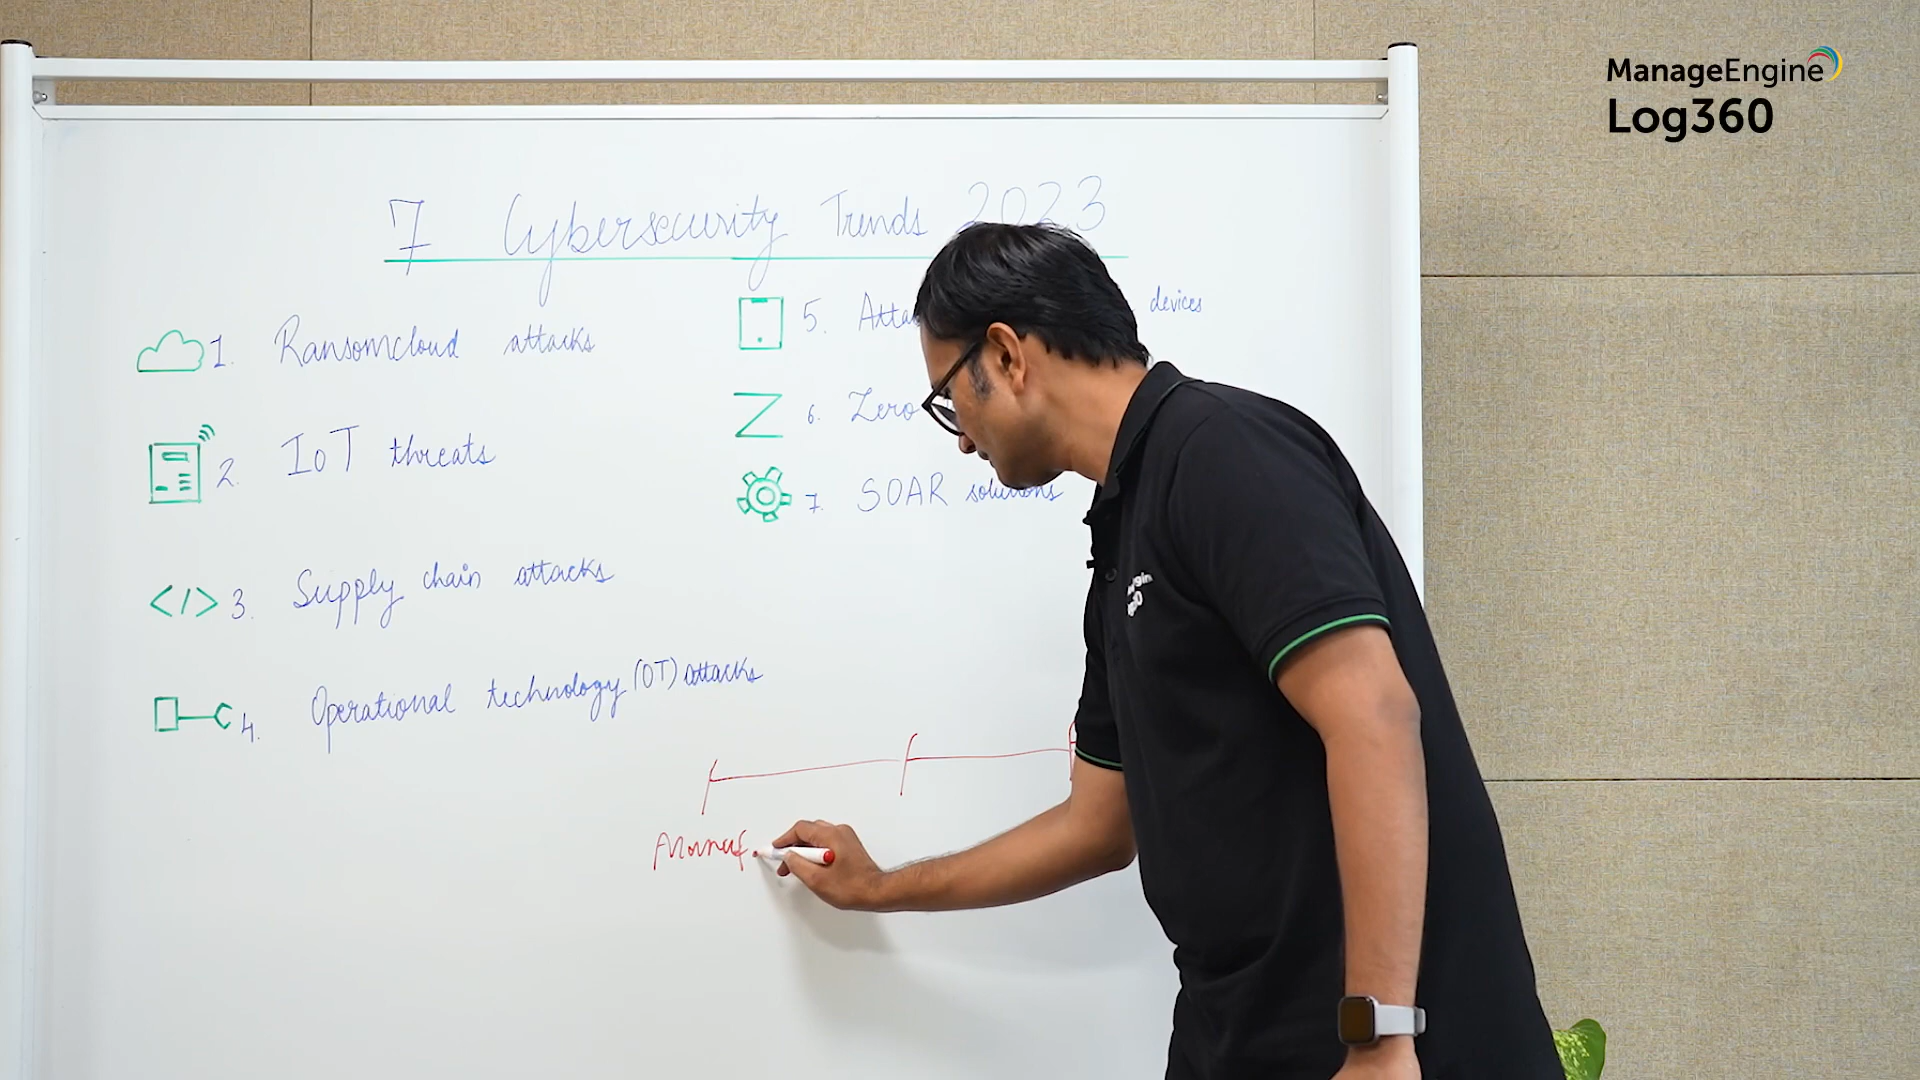 ManageEngine
Log360
7 Cybersecurity Trends 2023
1. Ransomcloud attacks
2. IoT threats
3. Supply chain attacks
4. Operational technology (OT) attacks
5. devices
6. Zero
7. SOAR solutions